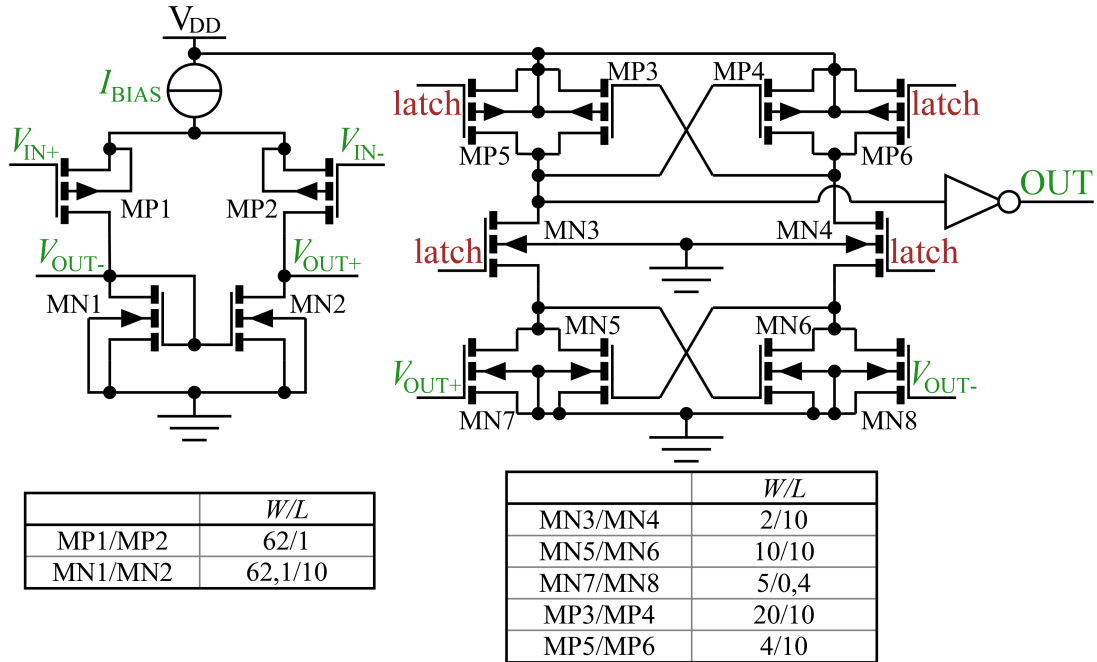 VDD
IBIAS
VIN+
VIN-
MP1
MP2
VOUT-
VOUT+
MN1
MN2
latch
MP3
MP4
latch
MP5
MP6
OUT
MN3
MN4
latch
latch
MN5
MN6
VOUT+
VOUT-
MN7
MN8
W/L
MP1/MP2 62/1
MN1/MN2 62,1/10
W/L
MN3/MN4 2/10
MN5/MN6 10/10
MN7/MN8 5/0,4
MP3/MP4 20/10
MP5/MP6 4/10